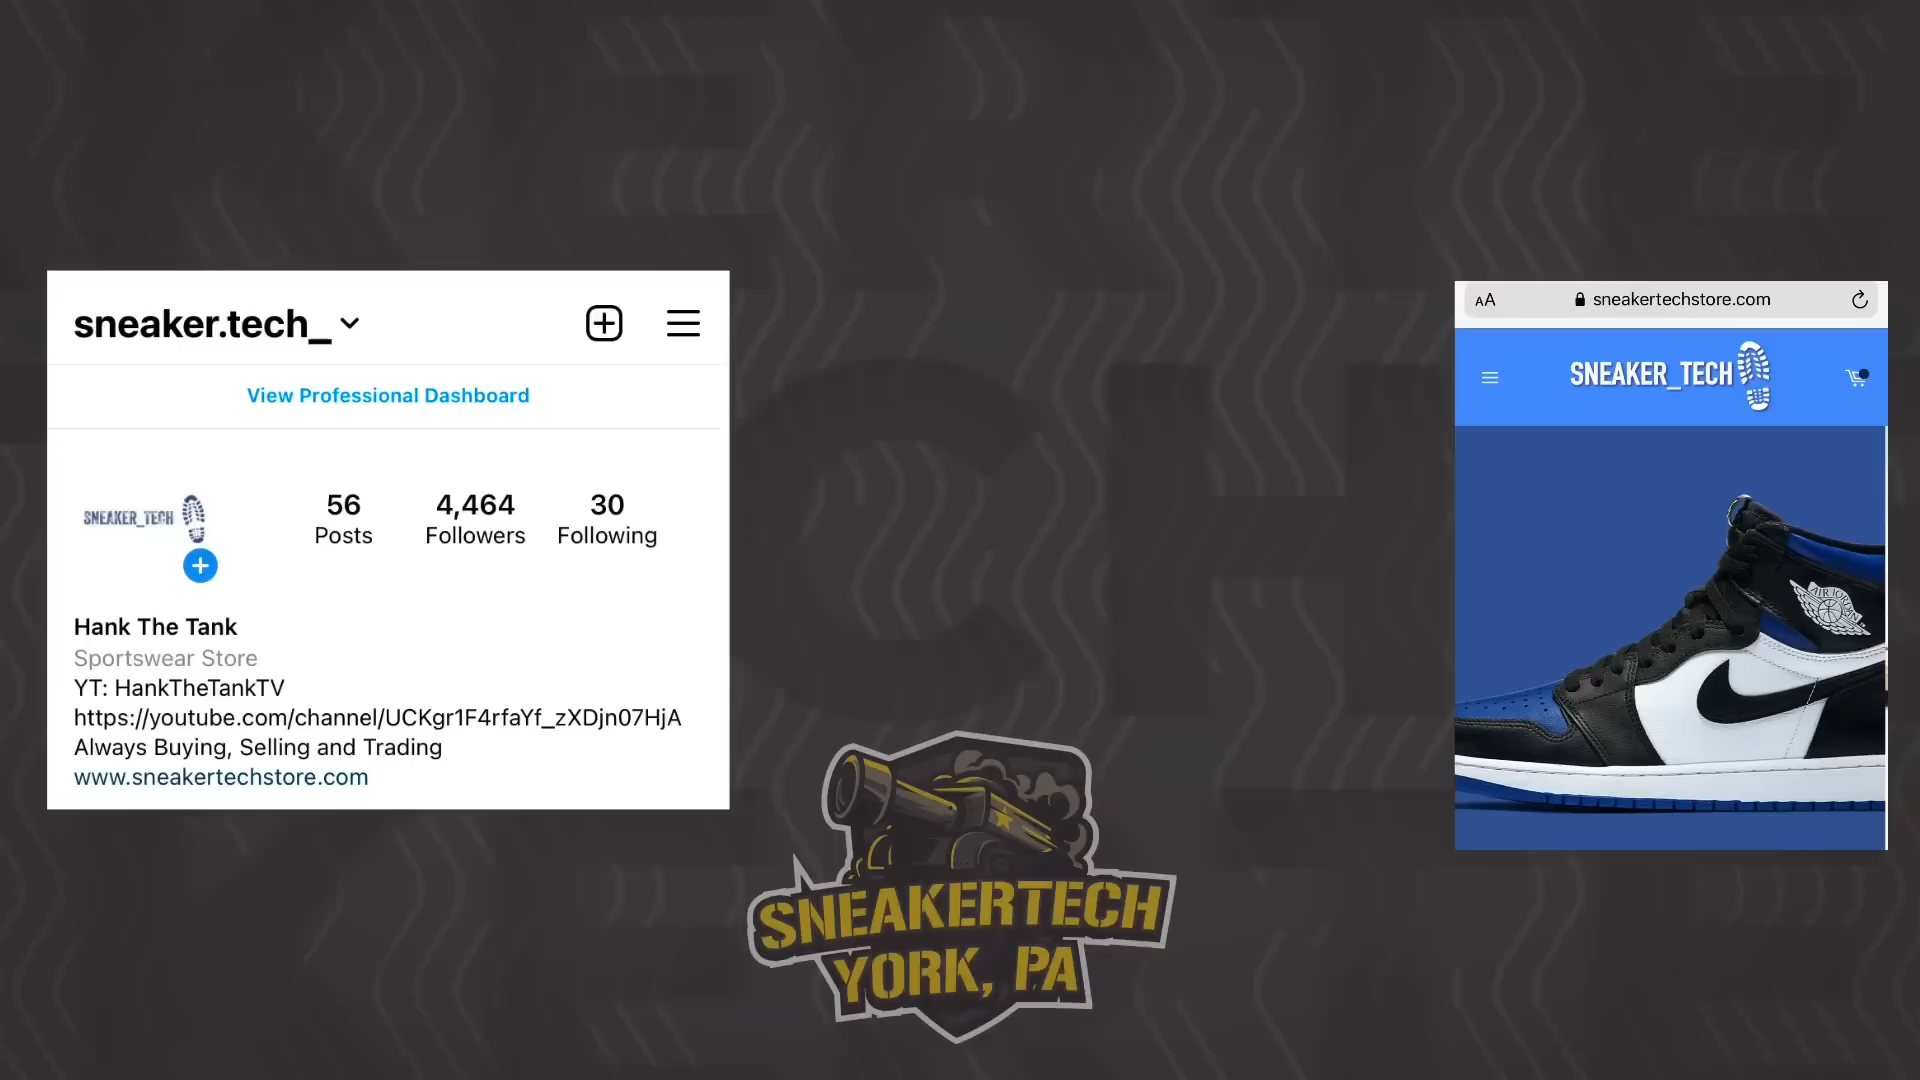 sneaker.tech_
View Professional Dashboard
SNEAKER_TECH
56 4,464 30
Posts Followers Following
Hank The Tank
Sportswear Store
YT: HankTheTankTV
https://youtube.com/channel/UCKgr1F4rfaYf_zXDjn07HjA
Always Buying, Selling and Trading
www.sneakertechstore.com
AA sneakertechstore.com
SNEAKER_TECH
AIR JORDAN
SNEAKERTECH
YORK, PA